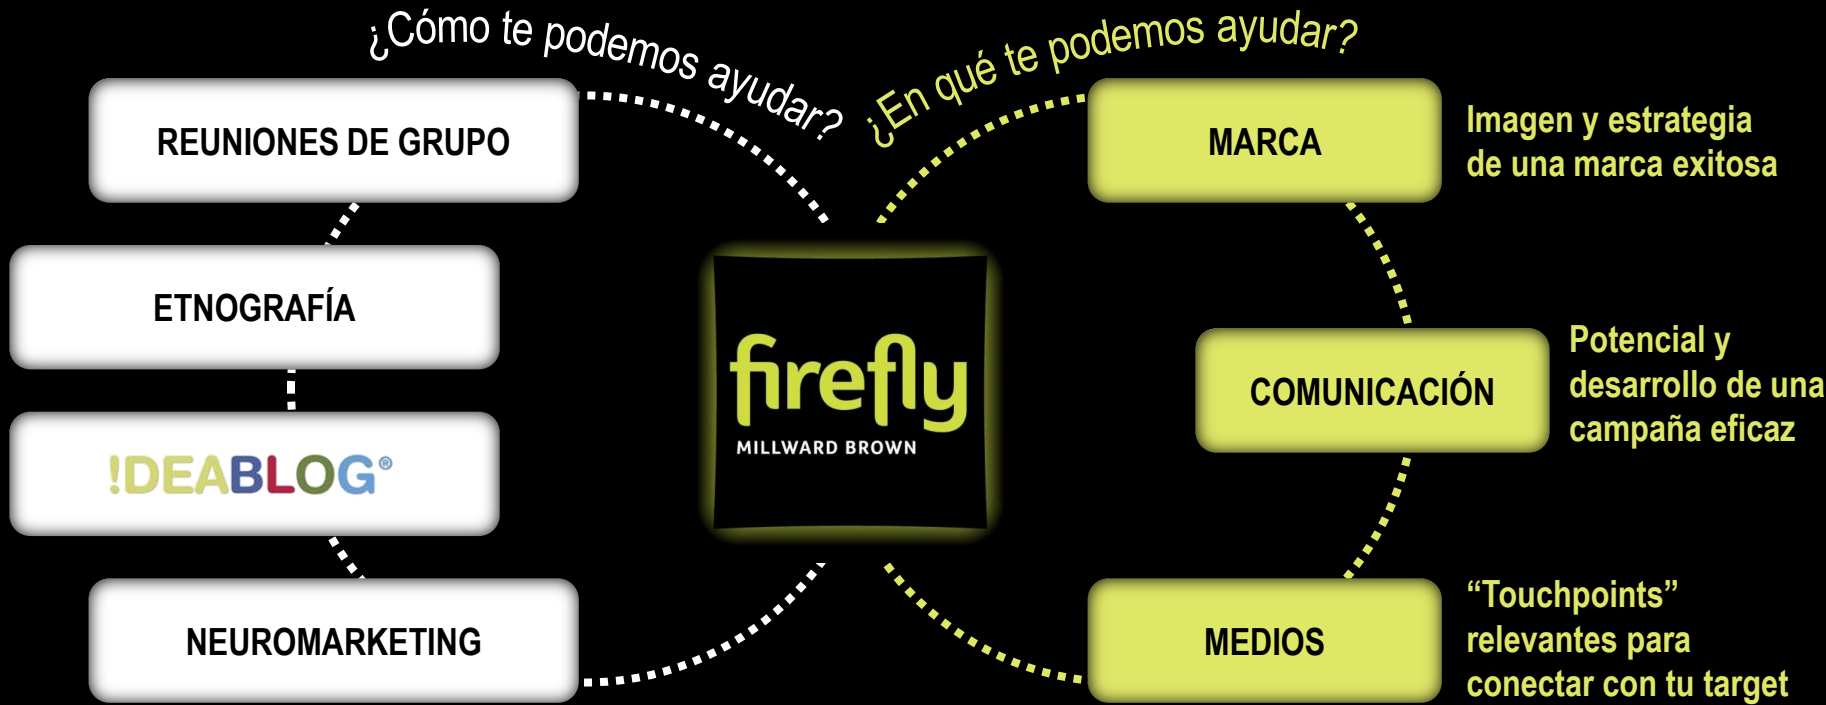 ¿Cómo te podemos ayudar?
REUNIONES DE GRUPO
ETNOGRAFÍA
!DEABLOG®
NEUROMARKETING
firefly
MILLWARD BROWN
¿En qué te podemos ayudar?
MARCA
Imagen y estrategia
de una marca exitosa
COMUNICACIÓN
Potencial y
desarrollo de una
campaña eficaz
MEDIOS
“Touchpoints”
relevantes para
conectar con tu target